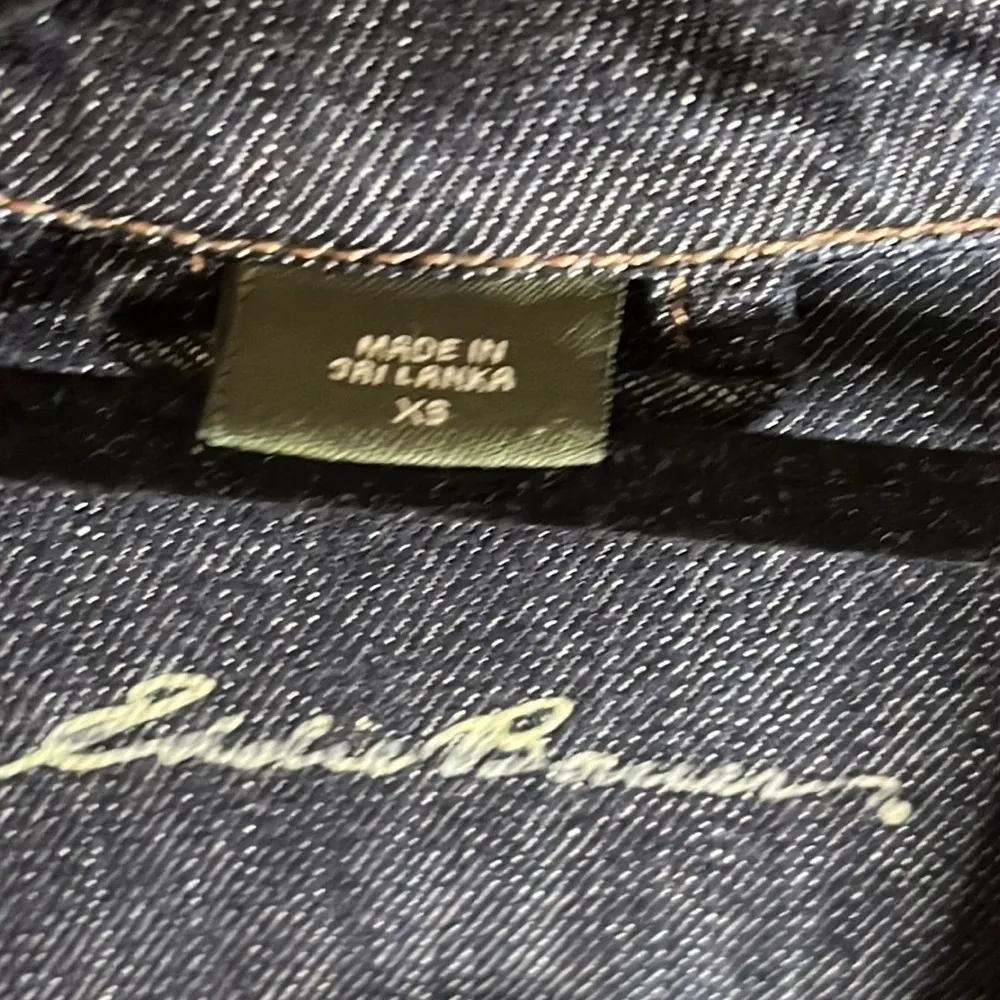 MADE IN
SRI LANKA
XS
Eddie Bauer